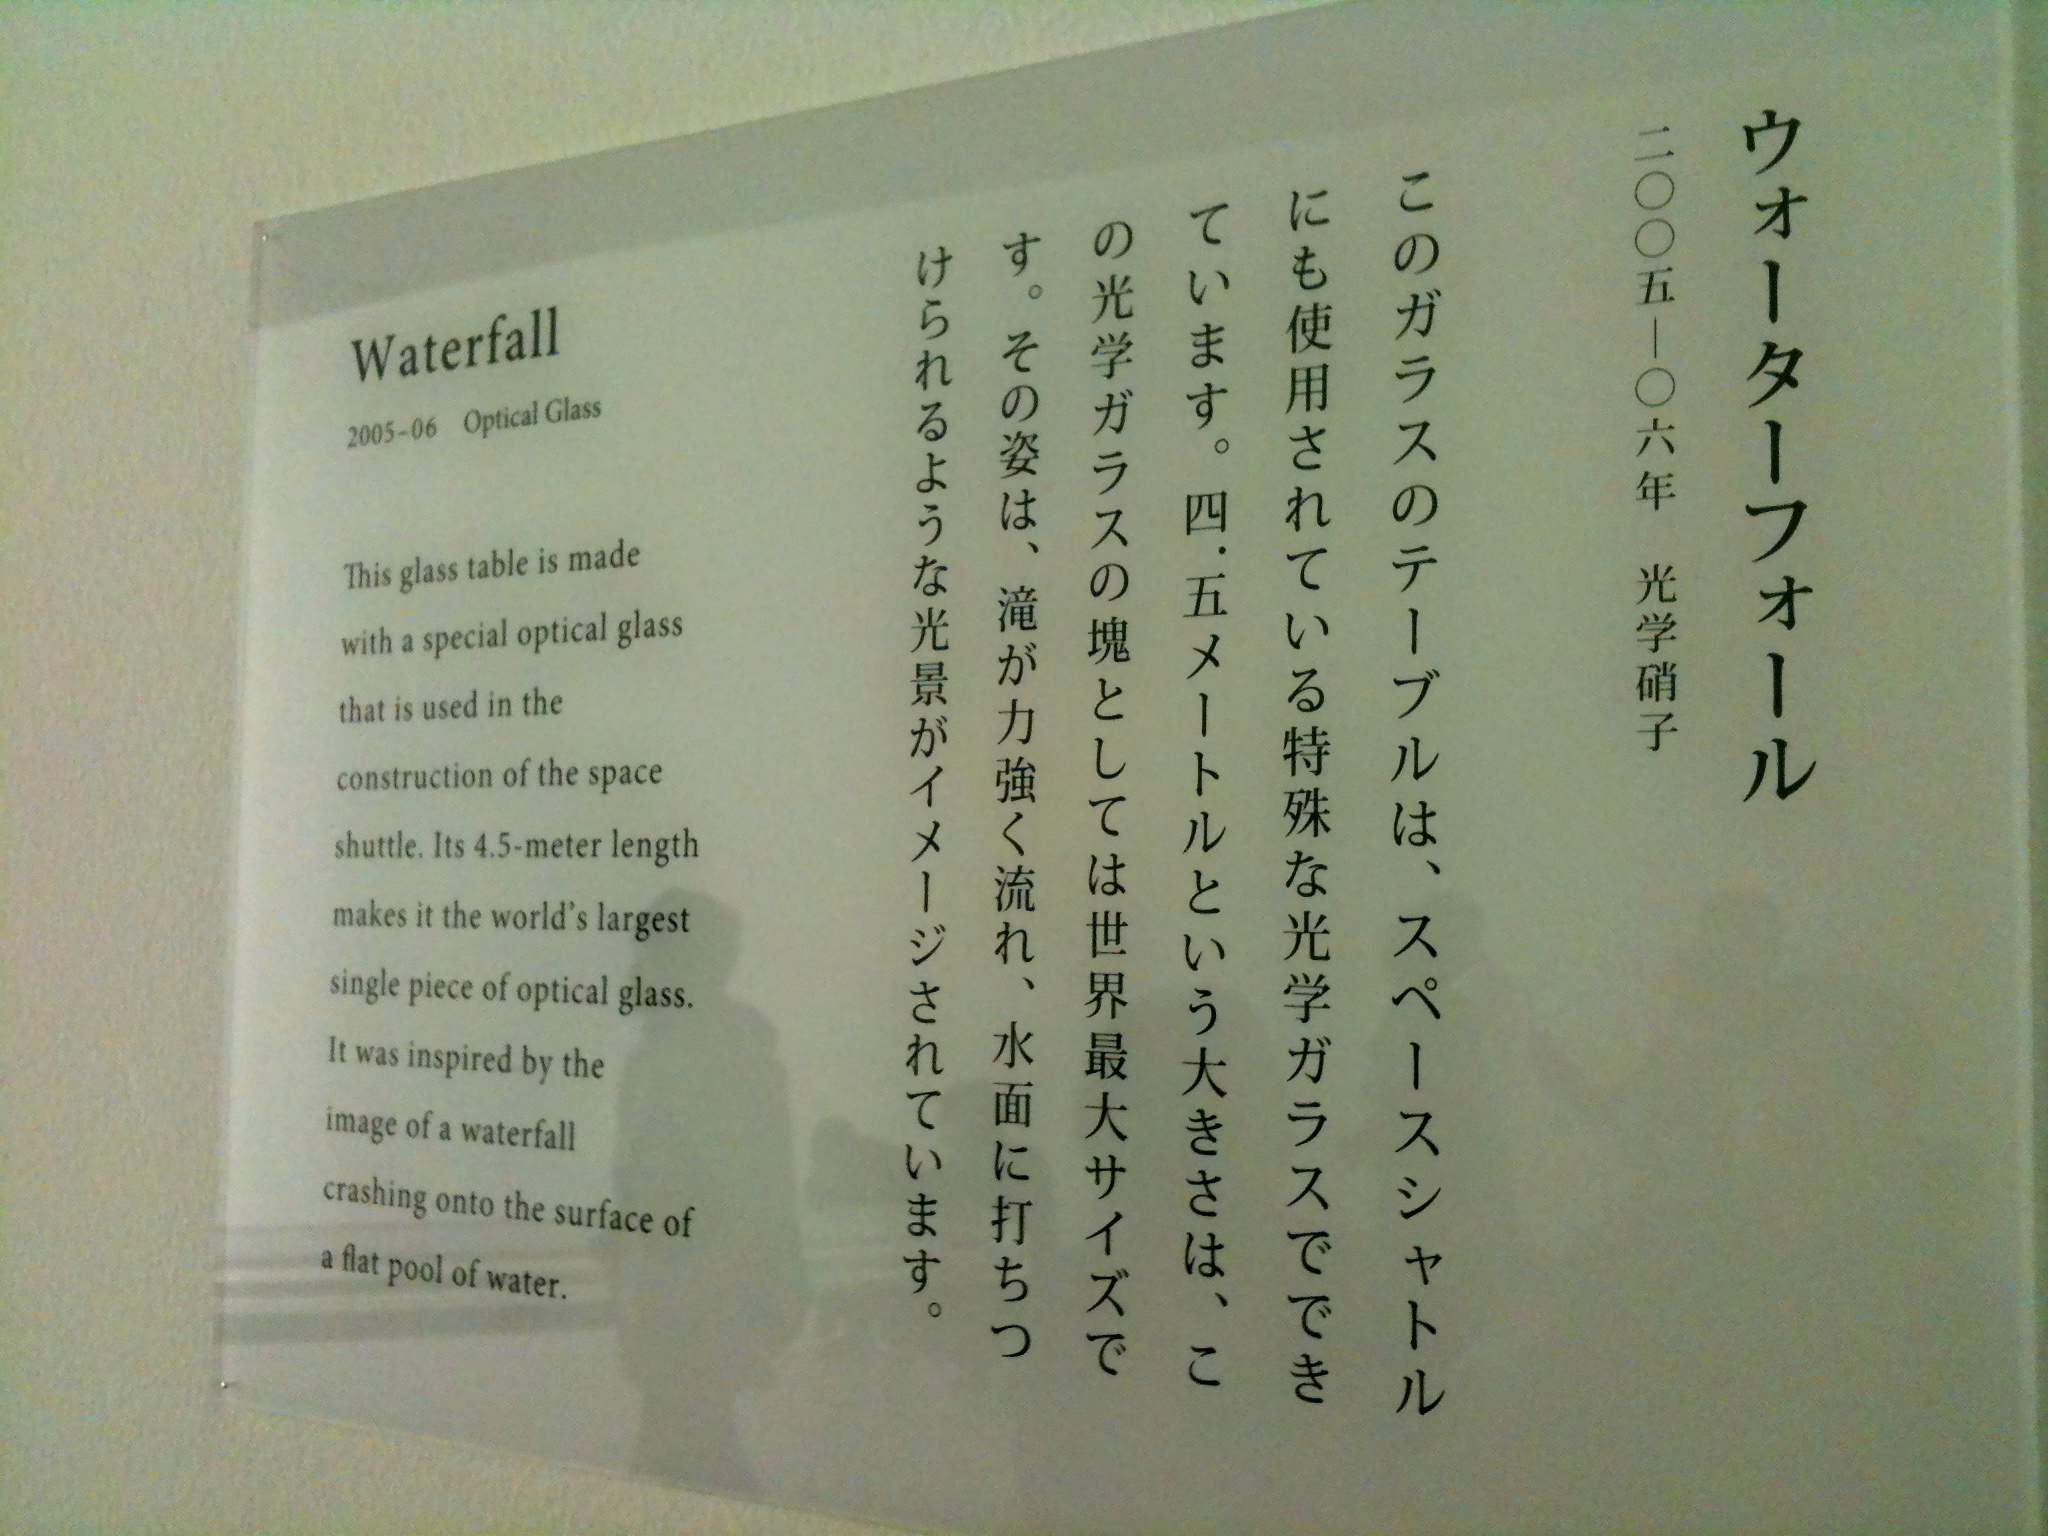 ウォーターフォール
二〇〇五―〇六年　光学硝子
このガラスのテーブルは、スペースシャトル
にも使用されている特殊な光学ガラスででき
ています。四.五メートルという大きさは、こ
の光学ガラスの塊としては世界最大サイズで
す。その姿は、滝が力強く流れ、水面に打ちつ
けられるような光景がイメージされています。
Waterfall
2005–06　Optical Glass
This glass table is made
with a special optical glass
that is used in the
construction of the space
shuttle. Its 4.5-meter length
makes it the world's largest
single piece of optical glass.
It was inspired by the
image of a waterfall
crashing onto the surface of
a flat pool of water.